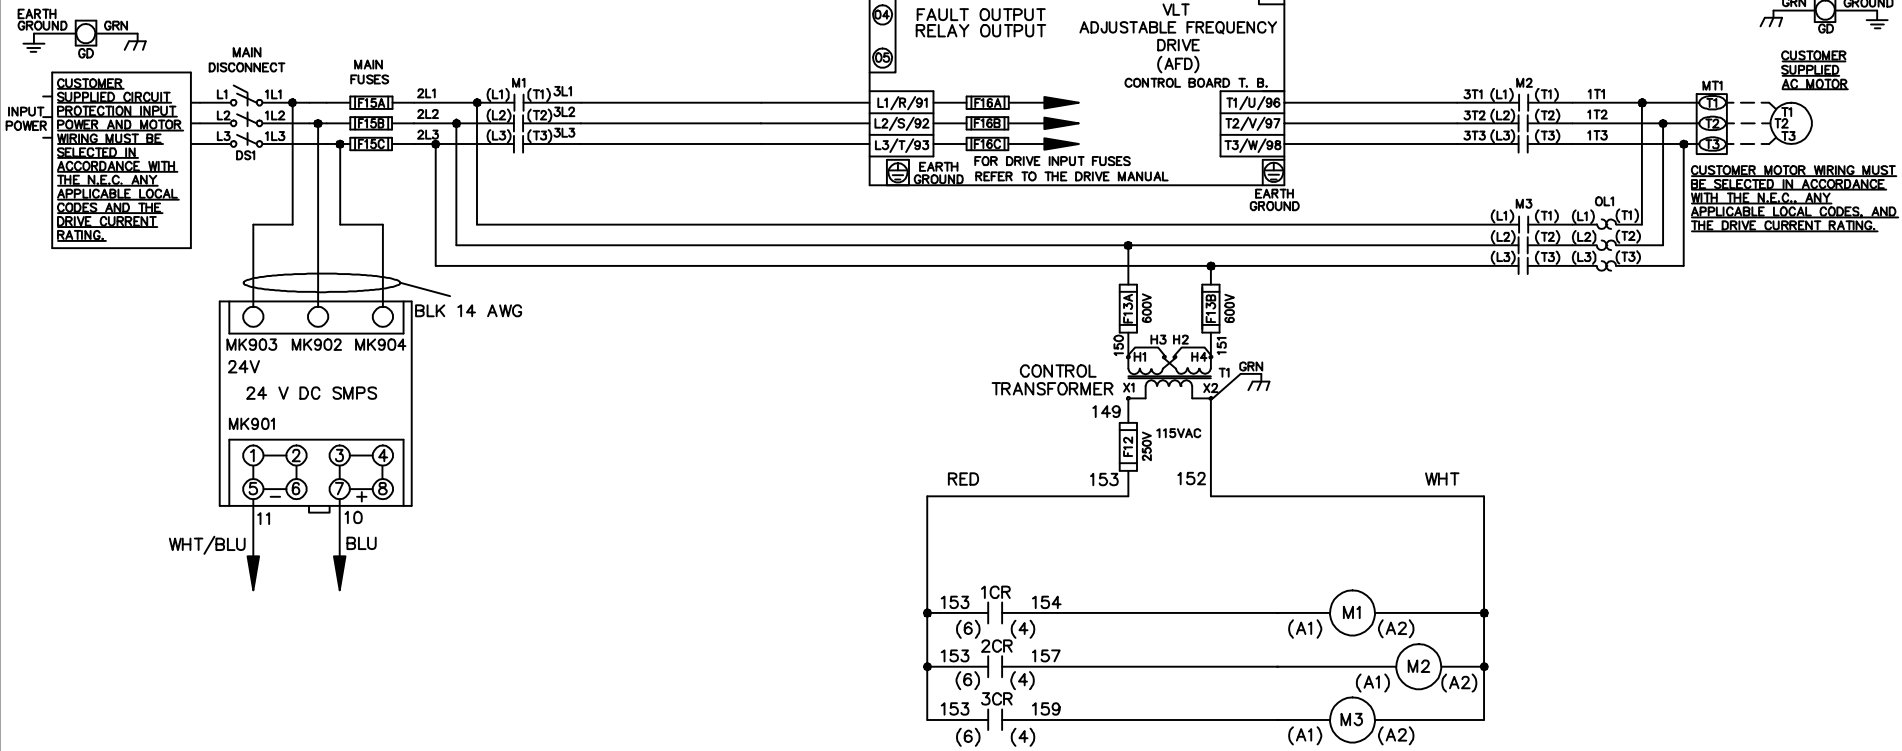 EARTH
GROUND
GRN
GD
CUSTOMER
SUPPLIED CIRCUIT
PROTECTION INPUT
POWER AND MOTOR
WIRING MUST BE
SELECTED IN
ACCORDANCE WITH
THE N.E.C. ANY
APPLICABLE LOCAL
CODES AND THE
DRIVE CURRENT
RATING.
INPUT
POWER
MAIN
DISCONNECT
L1 1L1
L2 1L2
L3 1L3
DS1
MAIN
FUSES
F15A
F15B
F15C
2L1
2L2
2L3
M1
(L1) (T1) 3L1
(L2) (T2) 3L2
(L3) (T3) 3L3
04
05
FAULT OUTPUT
RELAY OUTPUT
VLT
ADJUSTABLE FREQUENCY
DRIVE
(AFD)
CONTROL BOARD T. B.
L1/R/91
L2/S/92
L3/T/93
F16A
F16B
F16C
T1/U/96
T2/V/97
T3/W/98
EARTH
GROUND
FOR DRIVE INPUT FUSES
REFER TO THE DRIVE MANUAL
EARTH
GROUND
M2
3T1 (L1) (T1) 1T1
3T2 (L2) (T2) 1T2
3T3 (L3) (T3) 1T3
GRN
GROUND
GD
CUSTOMER
SUPPLIED
AC MOTOR
MT1
T1
T2
T3
T1
T2
T3
CUSTOMER MOTOR WIRING MUST
BE SELECTED IN ACCORDANCE
WITH THE N.E.C., ANY
APPLICABLE LOCAL CODES, AND
THE DRIVE CURRENT RATING.
M3
OL1
(L1) (T1) (L1) (T1)
(L2) (T2) (L2) (T2)
(L3) (T3) (L3) (T3)
BLK 14 AWG
MK903 MK902 MK904
24V
24 V DC SMPS
MK901
1 2 3 4
5 6 7 8
− +
11
10
WHT/BLU
BLU
F13A
600V
F13B
600V
150
151
H3 H2
H1 H4
CONTROL
TRANSFORMER
X1 X2
T1
GRN
149
F12
250V
115VAC
153
152
RED
WHT
1CR
153 154
(6) (4)
M1
(A1) (A2)
2CR
153 157
(6) (4)
M2
(A1) (A2)
3CR
153 159
(6) (4)
M3
(A1) (A2)